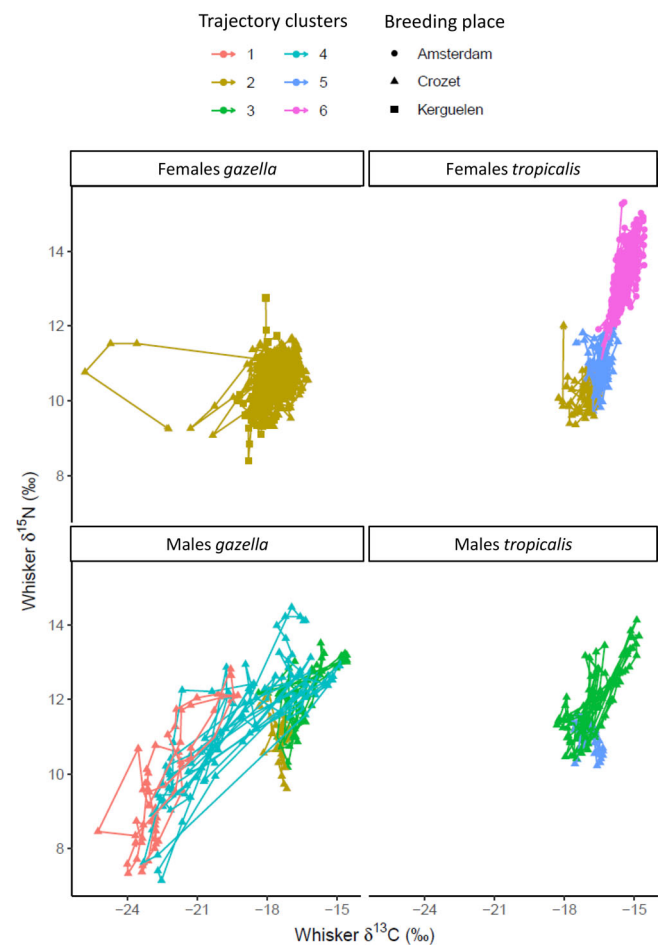 Trajectory clusters Breeding place
1 4 Amsterdam
2 5 Crozet
3 6 Kerguelen
Females gazella Females tropicalis
14
12
10
8
Whisker δ¹⁵N (‰)
Males gazella Males tropicalis
14
12
10
8
−24 −21 −18 −15 −24 −21 −18 −15
Whisker δ¹³C (‰)